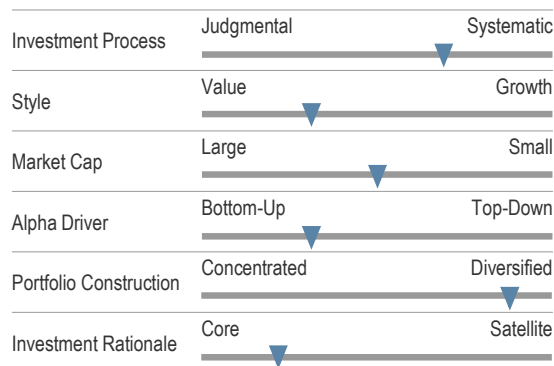 Investment Process Judgmental Systematic
Style Value Growth
Market Cap Large Small
Alpha Driver Bottom-Up Top-Down
Portfolio Construction Concentrated Diversified
Investment Rationale Core Satellite